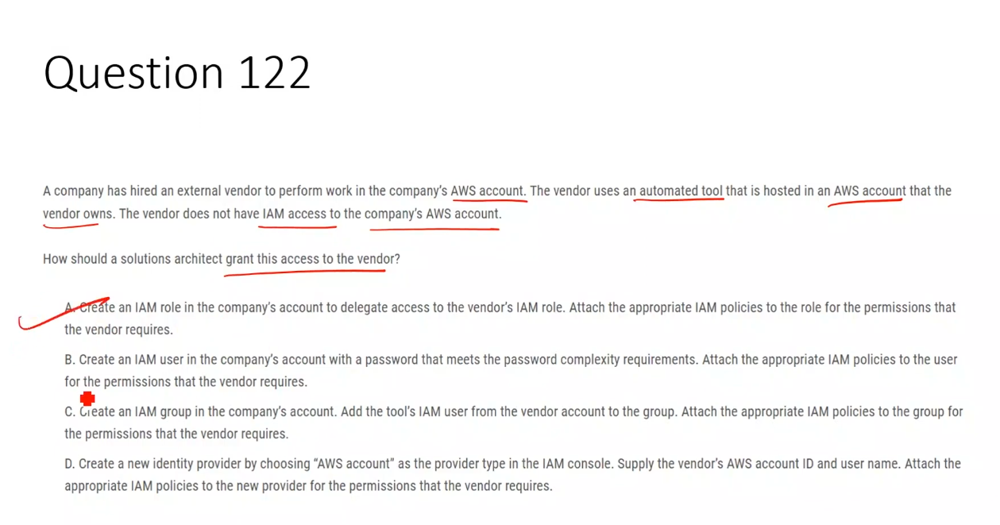 Question 122
A company has hired an external vendor to perform work in the company's AWS account. The vendor uses an automated tool that is hosted in an AWS account that the
vendor owns. The vendor does not have IAM access to the company's AWS account.
How should a solutions architect grant this access to the vendor?
A. Create an IAM role in the company's account to delegate access to the vendor's IAM role. Attach the appropriate IAM policies to the role for the permissions that
the vendor requires.
B. Create an IAM user in the company's account with a password that meets the password complexity requirements. Attach the appropriate IAM policies to the user
for the permissions that the vendor requires.
C. Create an IAM group in the company's account. Add the tool's IAM user from the vendor account to the group. Attach the appropriate IAM policies to the group for
the permissions that the vendor requires.
D. Create a new identity provider by choosing “AWS account” as the provider type in the IAM console. Supply the vendor's AWS account ID and user name. Attach the
appropriate IAM policies to the new provider for the permissions that the vendor requires.